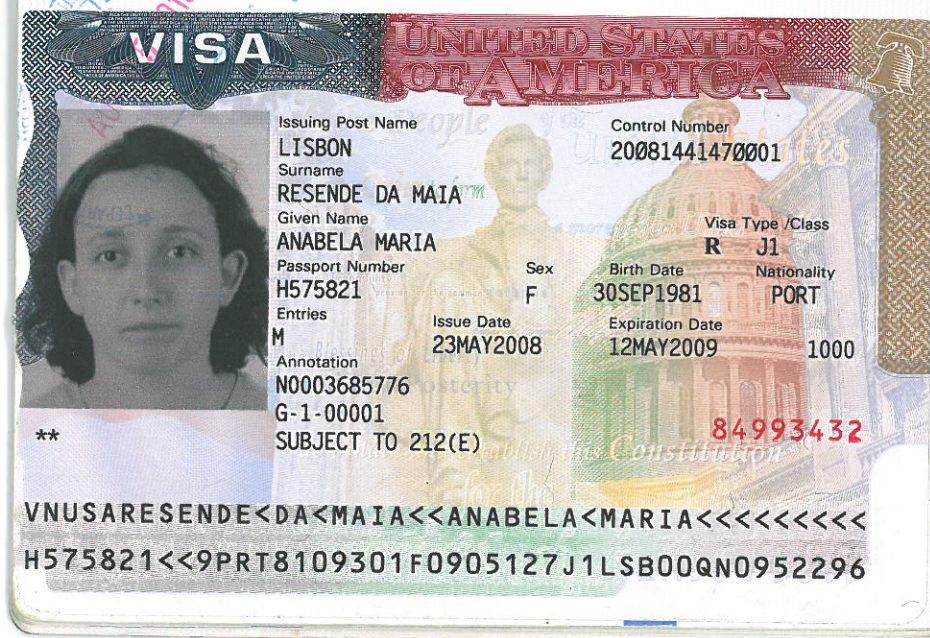 VISA
UNITED STATES
OF AMERICA
Issuing Post Name
LISBON
Control Number
20081441470001
Surname
RESENDE DA MAIA
Given Name
ANABELA MARIA
Visa Type /Class
R J1
Passport Number
H575821
Sex
F
Birth Date
30SEP1981
Nationality
PORT
Entries
M
Issue Date
23MAY2008
Expiration Date
12MAY2009
1000
Annotation
N0003685776
G-1-00001
SUBJECT TO 212(E)
84993432
**
VNUSARESENDE<DA<MAIA<<ANABELA<MARIA<<<<<<<<<
H575821<<9PRT8109301F0905127J1LSB00QN0952296